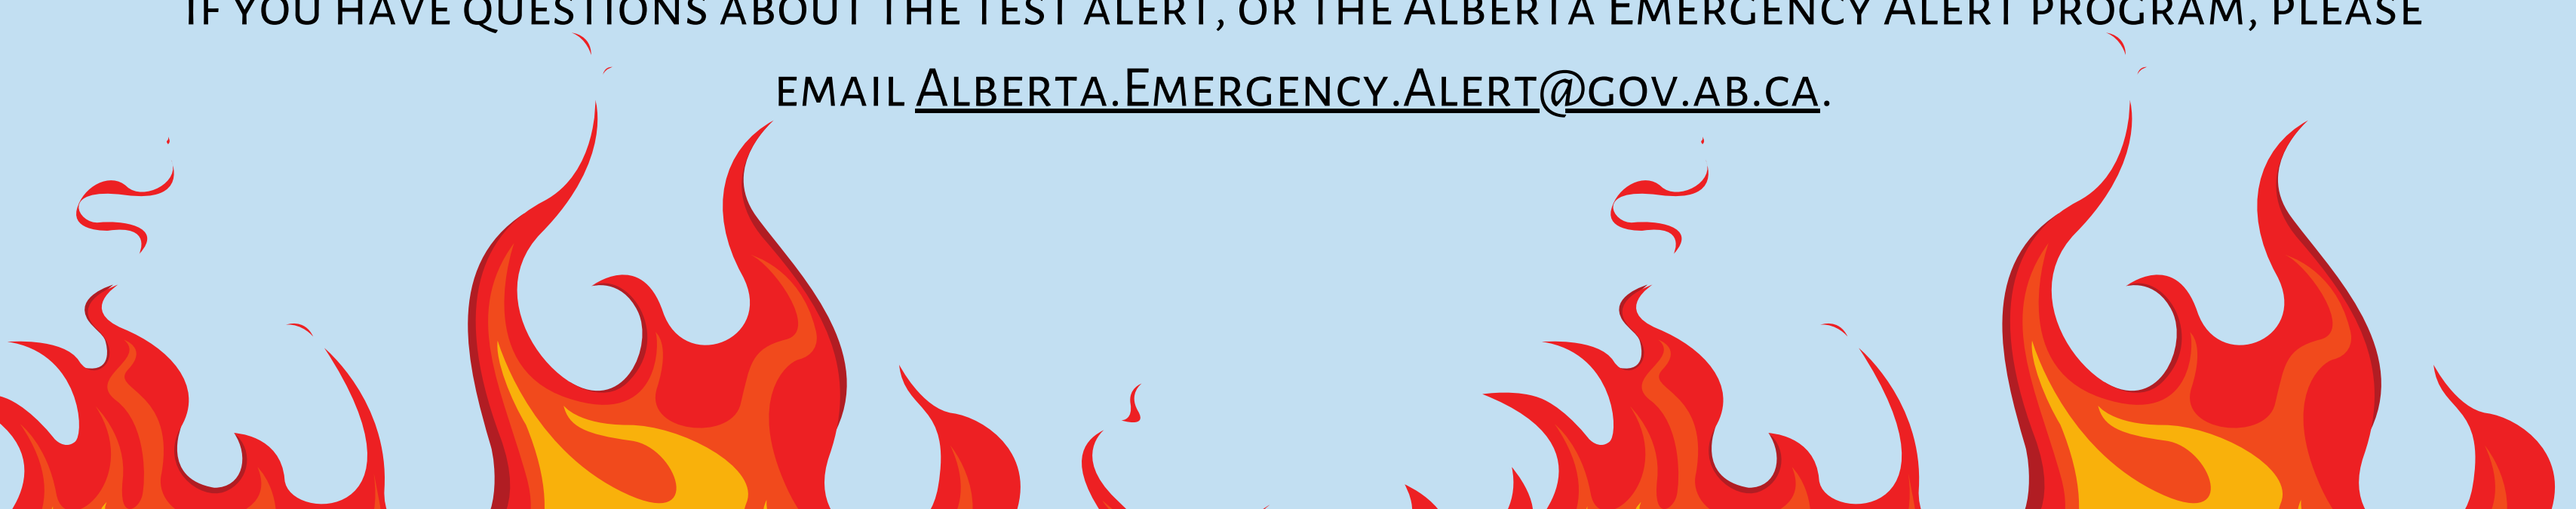 If you have questions about the test alert, or the Alberta Emergency Alert program, please
email Alberta.Emergency.Alert@gov.ab.ca.